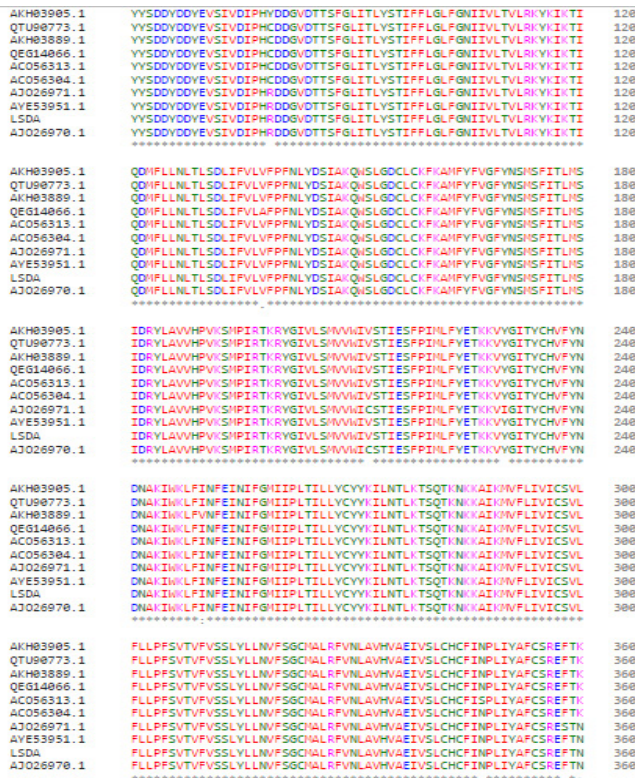 AKH03905.1 YYSDDYDDYEVSIVDIPHYDDGVDTTSFGLITLYSTIFFLGLFGNIIVLTVLRKYKIKTI 120
QTU90773.1 YYSDDYDDYEVSIVDIPHCDDGVDTTSFGLITLYSTIFFLGLFGNIIVLTVLRKYKIKTI 120
AKH03889.1 YYSDDYDDYEVSIVDIPHCDDGVDTTSFGLITLYSTIFFLGLFGNIIVLTVLRKYKIKTI 120
QEG14066.1 YYSDDYDDYEVSIVDIPHCDDGVDTTSFGLITLYSTIFFLGLFGNIIVLTVLRKYKIKTI 120
ACO56313.1 YYSDDYDDYEVSIVDIPHCDDGVDTTSFGLITLYSTIFFLGLFGNIIVLTVLRKYKIKTI 120
ACO56304.1 YYSDDYDDYEVSIVDIPHCDDGVDTTSFGLITLYSTIFFLGLFGNIIVLTVLRKYKIKTI 120
AJO26971.1 YYSDDYDDYEVSIVDIPHRDDGVDTTSFGLITLYSTIFFLGLFGNIIVLTVLRKYKIKTI 120
AYE53951.1 YYSDDYDDYEVSIVDIPHRDDGVDTTSFGLITLYSTIFFLGLFGNIIVLTVLRKYKIKTI 120
LSDA YYSDDYDDYEVSIVDIPHRDDGVDTTSFGLITLYSTIFFLGLFGNIIVLTVLRKYKIKTI 120
AJO26970.1 YYSDDYDDYEVSIVDIPHRDDGVDTTSFGLITLYSTIFFLGLFGNIIVLTVLRKYKIKTI 120
****************** *****************************************
AKH03905.1 QDMFLLNLTLSDLIFVLVFPFNLYDSIAKQWSLGDCLCKFKAMFYFVGFYNSMSFITLMS 180
QTU90773.1 QDMFLLNLTLSDLIFVLVFPFNLYDSIAKQWSLGDCLCKFKAMFYFVGFYNSMSFITLMS 180
AKH03889.1 QDMFLLNLTLSDLIFVLVFPFNLYDSIAKQWSLGDCLCKFKAMFYFVGFYNSMSFITLMS 180
QEG14066.1 QDMFLLNLTLSDLIFVLAFPFNLYDSIAKQWSLGDCLCKFKAMFYFVGFYNSMSFITLMS 180
ACO56313.1 QDMFLLNLTLSDLIFVLVFPFNLYDSIAKQWSLGDCLCKFKAMFYFVGFYNSMSFITLMS 180
ACO56304.1 QDMFLLNLTLSDLIFVLVFPFNLYDSIAKQWSLGDCLCKFKAMFYFVGFYNSMSFITLMS 180
AJO26971.1 QDMFLLNLTLSDLIFVLVFPFNLYDSIAKQWSLGDCLCKFKAMFYFVGFYNSMSFITLMS 180
AYE53951.1 QDMFLLNLTLSDLIFVLVFPFNLYDSIAKQWSLGDCLCKFKAMFYFVGFYNSMSFITLMS 180
LSDA QDMFLLNLTLSDLIFVLVFPFNLYDSIAKQWSLGDCLCKFKAMFYFVGFYNSMSFITLMS 180
AJO26970.1 QDMFLLNLTLSDLIFVLVFPFNLYDSIAKQWSLGDCLCKFKAMFYFVGFYNSMSFITLMS 180
*****************.******************************************
AKH03905.1 IDRYLAVVHPVKSMPIRTKRYGIVLSMVVWIVSTIESFPIMLFYETKKVYGITYCHVFYN 240
QTU90773.1 IDRYLAVVHPVKSMPIRTKRYGIVLSMVVWIVSTIESFPIMLFYETKKVYGITYCHVFYN 240
AKH03889.1 IDRYLAVVHPVKSMPIRTKRYGIVLSMVVWIVSTIESFPIMLFYETKKVYGITYCHVFYN 240
QEG14066.1 IDRYLAVVHPVKSMPIRTKRYGIVLSMVVWIVSTIESFPIMLFYETKKVYGITYCHVFYN 240
ACO56313.1 IDRYLAVVHPVKSMPIRTKRYGIVLSMVVWIVSTIESFPIMLFYETKKVYGITYCHVFYN 240
ACO56304.1 IDRYLAVVHPVKSMPIRTKRYGIVLSMVVWIVSTIESFPIMLFYETKKVYGITYCHVFYN 240
AJO26971.1 IDRYLAVVHPVKSMPIRTKRYGIVLSMVVWICSTIESFPIMLFYETKKVIGITYCHVFYN 240
AYE53951.1 IDRYLAVVHPVKSMPIRTKRYGIVLSMVVWIVSTIESFPIMLFYETKKVYGITYCHVFYN 240
LSDA IDRYLAVVHPVKSMPIRTKRYGIVLSMVVWIVSTIESFPIMLFYETKKVYGITYCHVFYN 240
AJO26970.1 IDRYLAVVHPVKSMPIRTKRYGIVLSMVVWICSTIESFPIMLFYETKKVYGITYCHVFYN 240
******************************* ***************** **********
AKH03905.1 DNAKIWKLFINFEINIFGMIIPLTILLYCYYKILNTLKTSQTKNKKAIKMVFLIVICSVL 300
QTU90773.1 DNAKIWKLFINFEINIFGMIIPLTILLYCYYKILNTLKTSQTKNKKAIKMVFLIVICSVL 300
AKH03889.1 DNAKIWKLFVNFEINIFGMIIPLTILLYCYYKILNTLKTSQTKNKKAIKMVFLIVICSVL 300
QEG14066.1 DNAKIWKLFINFEINIFGMIIPLTILLYCYYKILNTLKTSQTKNKKAIKMVFLIVICSVL 300
ACO56313.1 DNAKIWKLFINFEINIFGMIIPLTILLYCYYKILNTLKTSQTKNKKAIKMVFLIVICSVL 300
ACO56304.1 DNAKIWKLFINFEINIFGMIIPLTILLYCYYKILNTLKTSQTKNKKAIKMVFLIVICSVL 300
AJO26971.1 DNAKIWKLFINFEINIFGMIIPLTILLYCYYKILNTLKTSQTKNKKAIKMVFLIVICSVL 300
AYE53951.1 DNAKIWKLFINFEINIFGMIIPLTILLYCYYKILNTLKTSQTKNKKAIKMVFLIVICSVL 300
LSDA DNAKIWKLFINFEINIFGMIIPLTILLYCYYKILNTLKTSQTKNKKAIKMVFLIVICSVL 300
AJO26970.1 DNAKIWKLFINFEINIFGMIIPLTILLYCYYKILNTLKTSQTKNKKAIKMVFLIVICSVL 300
*********:**************************************************
AKH03905.1 FLLPFSVTVFVSSLYLLNVFSGCMALRFVNLAVHVAEIVSLCHCFINPLIYAFCSREFTK 360
QTU90773.1 FLLPFSVTVFVSSLYLLNVFSGCMALRFVNLAVHVAEIVSLCHCFINPLIYAFCSREFTK 360
AKH03889.1 FLLPFSVTVFVSSLYLLNVFSGCMALRFVNLAVHVAEIVSLCHCFINPLIYAFCSREFTK 360
QEG14066.1 FLLPFSVTVFVSSLYLLNVFSGCMALRFVNLAVHVAEIVSLCHCFINPLIYAFCSREFTK 360
ACO56313.1 FLLPFSVTVFVSSLYLLNVFSGCMALRFVNLAVHVAEIVSLCHCFISPLIYAFCSREFTK 360
ACO56304.1 FLLPFSVTVFVSSLYLLNVFSGCMALRFVNLAVHVAEIVSLCHCFINPLIYAFCSREFTK 360
AJO26971.1 FLLPFSVTVFVSSLYLLNVFSGCMALRFVNLAVHVAEIVSLCHCFINPLIYAFCSRESTN 360
AYE53951.1 FLLPFSVTVFVSSLYLLNVFSGCMALRFVNLAVHVAEIVSLCHCFINPLIYAFCSREFTN 360
LSDA FLLPFSVTVFVSSLYLLNVFSGCMALRFVNLAVHVAEIVSLCHCFINPLIYAFCSREFTN 360
AJO26970.1 FLLPFSVTVFVSSLYLLNVFSGCMALRFVNLAVHVAEIVSLCHCFINPLIYAFCSREFTN 360